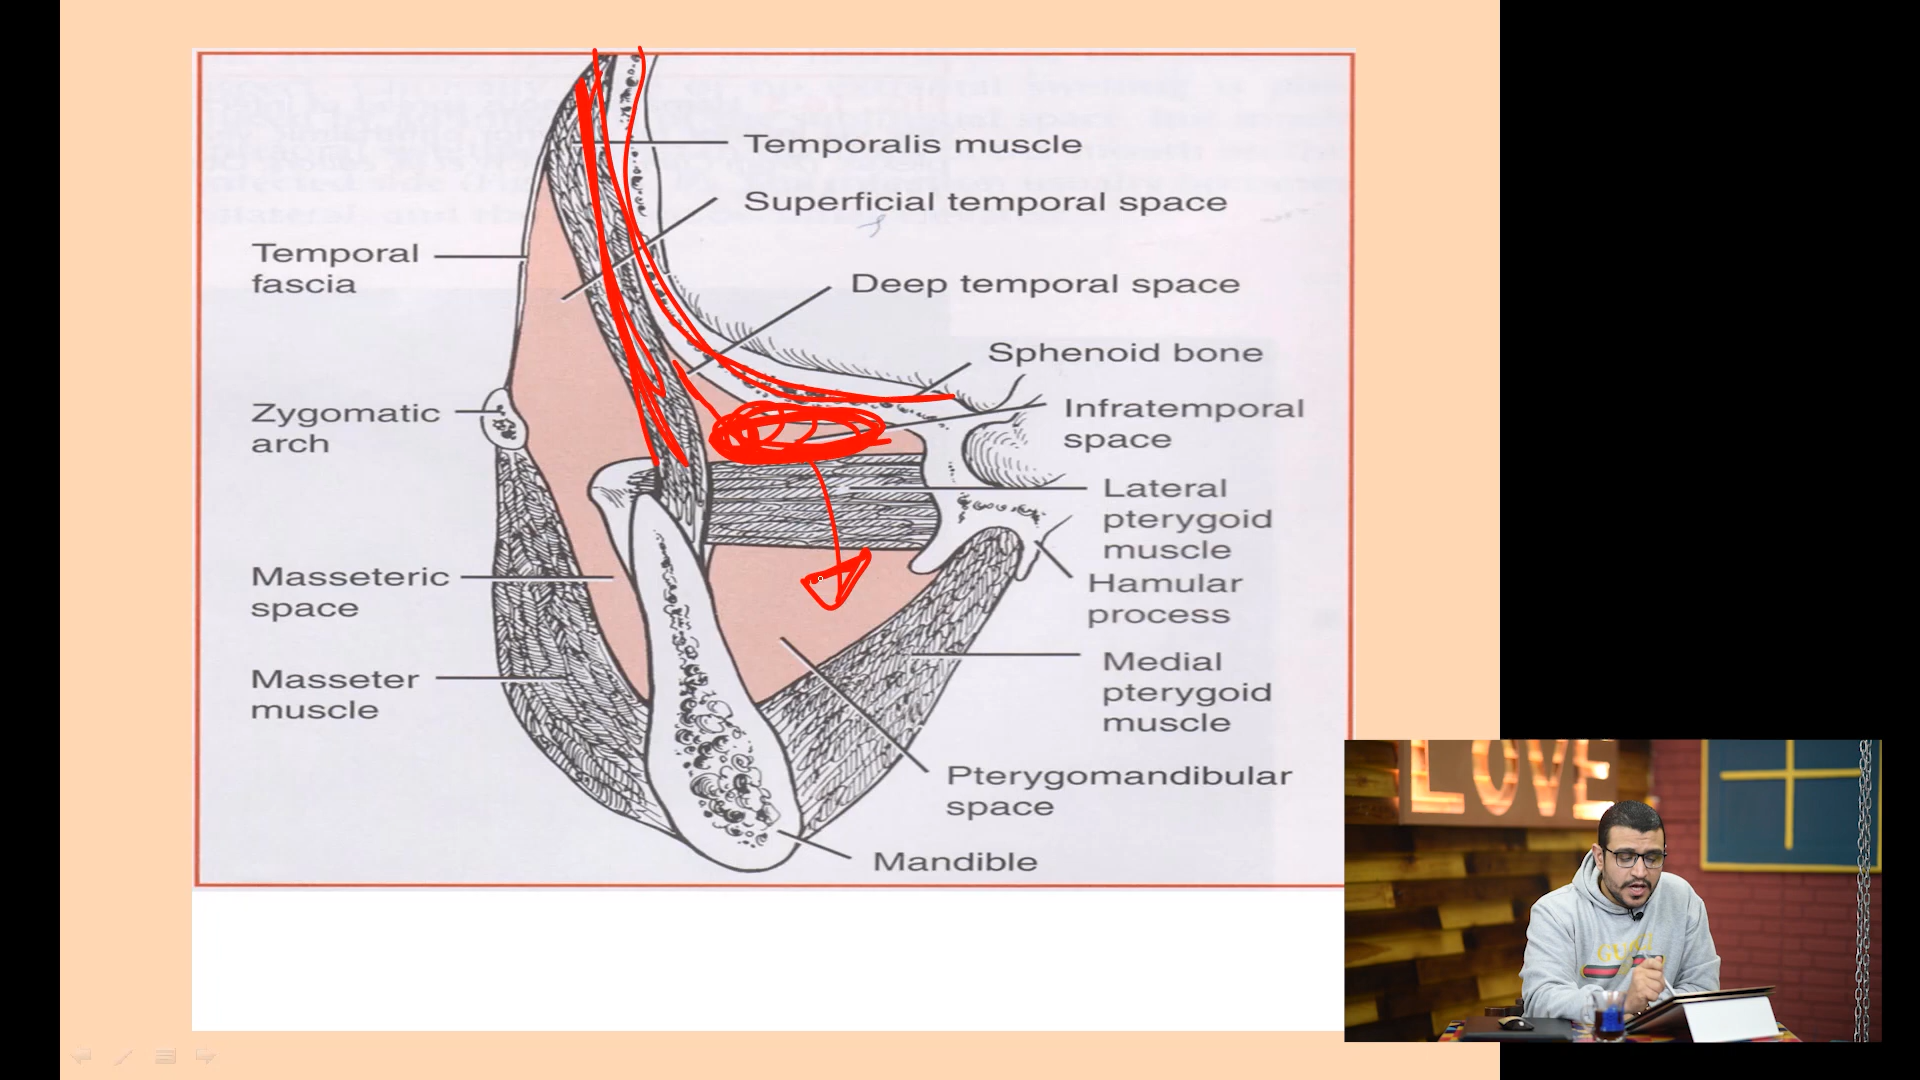 Temporalis muscle
Superficial temporal space
Temporal
fascia
Deep temporal space
Sphenoid bone
Zygomatic
arch
Infratemporal
space
Lateral
pterygoid
muscle
Masseteric
space
Hamular
process
Masseter
muscle
Medial
pterygoid
muscle
Pterygomandibular
space
Mandible
LOVE